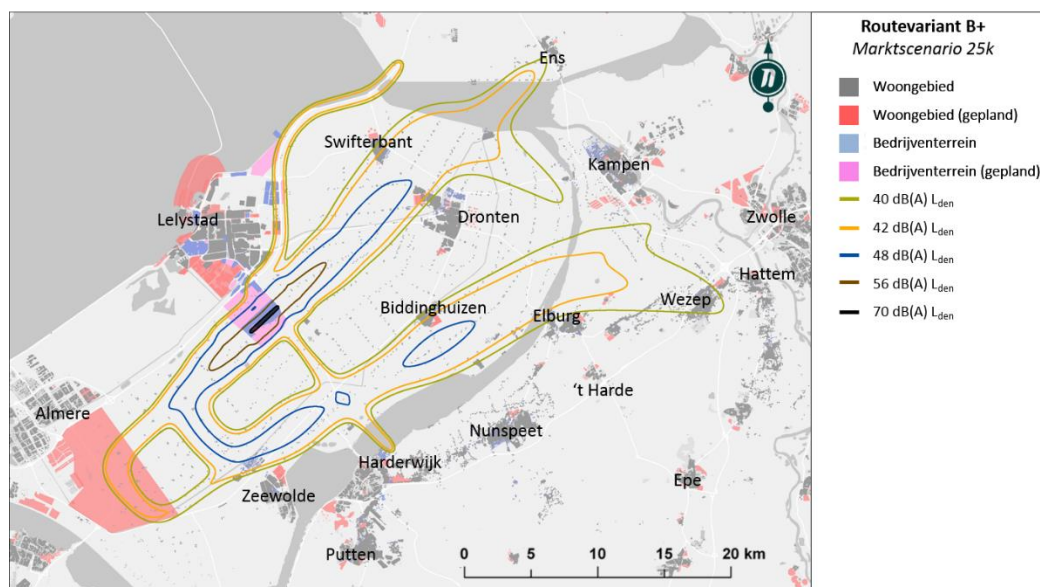 Ens
Swifterbant
Kampen
Lelystad
Dronten
Zwolle
Hattem
Biddinghuizen
Elburg
Wezep
't Harde
Almere
Nunspeet
Harderwijk
Epe
Zeewolde
Putten
0 5 10 15 20 km
Routevariant B+
Marktscenario 25k
Woongebied
Woongebied (gepland)
Bedrijventerrein
Bedrijventerrein (gepland)
40 dB(A) Lden
42 dB(A) Lden
48 dB(A) Lden
56 dB(A) Lden
70 dB(A) Lden